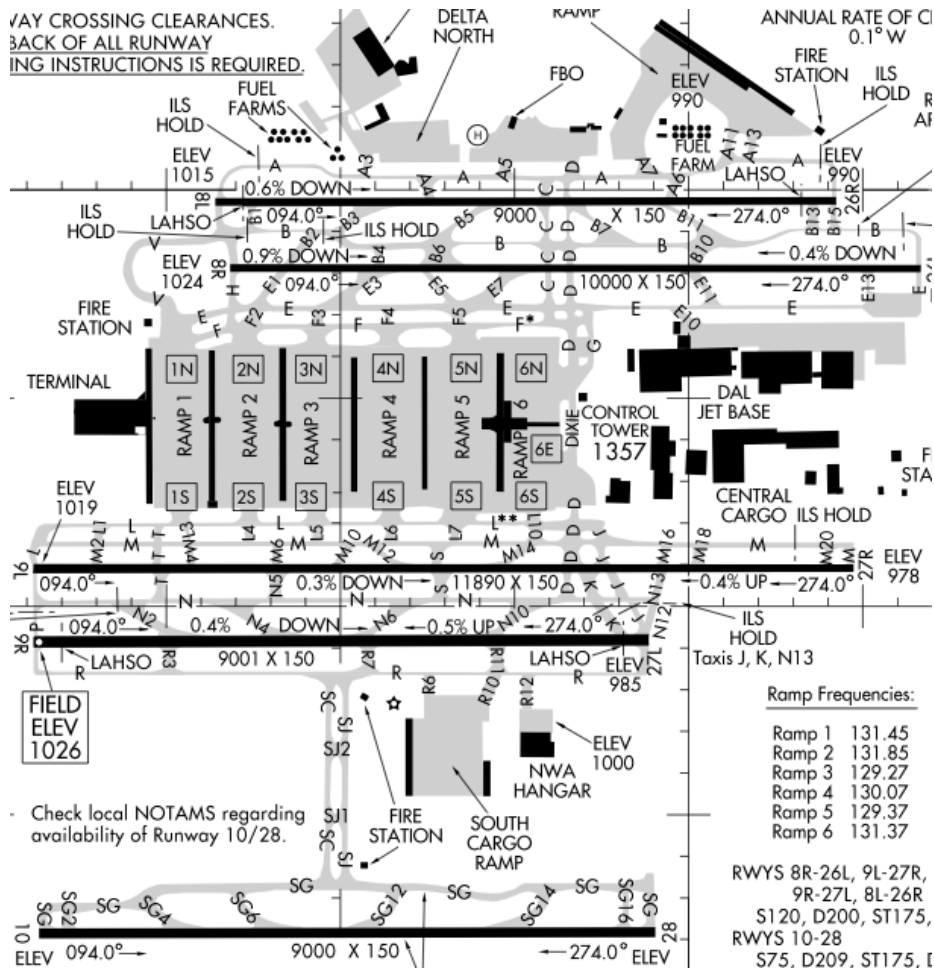 WAY CROSSING CLEARANCES.
BACK OF ALL RUNWAY
ING INSTRUCTIONS IS REQUIRED.
DELTA
NORTH
RAMP
ANNUAL RATE OF C
0.1° W
FIRE
STATION
ILS
HOLD
FBO
ELEV
990
FUEL
FARMS
ILS
HOLD
H
FUEL
FARM
A11
A13
ELEV
1015
A
A3
A4
A
A5
C
D
D
A
A7
A6
A
ELEV
990
LAHSO
8L
0.6% DOWN
26R
LAHSO
B1
094.0°
B3
B5
9000 X 150
B7
B11
274.0°
B13
B15
ILS
HOLD
B
B2
ILS HOLD
B4
B6
B
C
C
D
B
B10
B
V
ELEV
1024
8R
0.9% DOWN
0.4% DOWN
26L
V
H
E1
094.0°
E3
E5
E7
C
D
D
10000 X 150
E11
274.0°
E13
E
FIRE
STATION
E
F
F2
E
F3
F
F4
F5
E
F*
D
G
E10
E
E
TERMINAL
1N
2N
3N
4N
5N
6N
RAMP 1
RAMP 2
RAMP 3
RAMP 4
RAMP 5
RAMP 6
6E
DIXIE
CONTROL
TOWER
1357
DAL
JET BASE
ELEV
1019
1S
2S
3S
4S
5S
6S
CENTRAL
CARGO
ILS HOLD
L
M2
L1
L
M
T
T
L3
M4
L4
L
M6
M
L5
M10
M12
L6
L7
S
L**
M
M14
L10
D
D
D
J
M16
M18
M
M20
M
9L
27R
ELEV
978
094.0°
T
N5
0.3% DOWN
11890 X 150
S
D
J
K
J
N13
0.4% UP
274.0°
P
N
N
N
N2
N4
N6
N10
K
J
N12
ILS
HOLD
Taxis J, K, N13
9R
094.0°
0.4% DOWN
0.5% UP
274.0°
27L
LAHSO
9001 X 150
LAHSO
R
R3
R7
R
R11
R
ELEV
985
FIELD
ELEV
1026
SC
SJ
SJ2
R6
R10
R12
ELEV
1000
NWA
HANGAR
Ramp Frequencies:
Ramp 1 131.45
Ramp 2 131.85
Ramp 3 129.27
Ramp 4 130.07
Ramp 5 129.37
Ramp 6 131.37
Check local NOTAMS regarding
availability of Runway 10/28.
SJ1
SC
SJ
FIRE
STATION
SOUTH
CARGO
RAMP
SG
SG
SG
SG2
SG
SG4
SG6
SG12
SG14
SG16
SG
RWYS 8R-26L, 9L-27R,
9R-27L, 8L-26R
S120, D200, ST175,
RWYS 10-28
S75, D209, ST175, D
10
28
ELEV
094.0°
9000 X 150
274.0°
ELEV